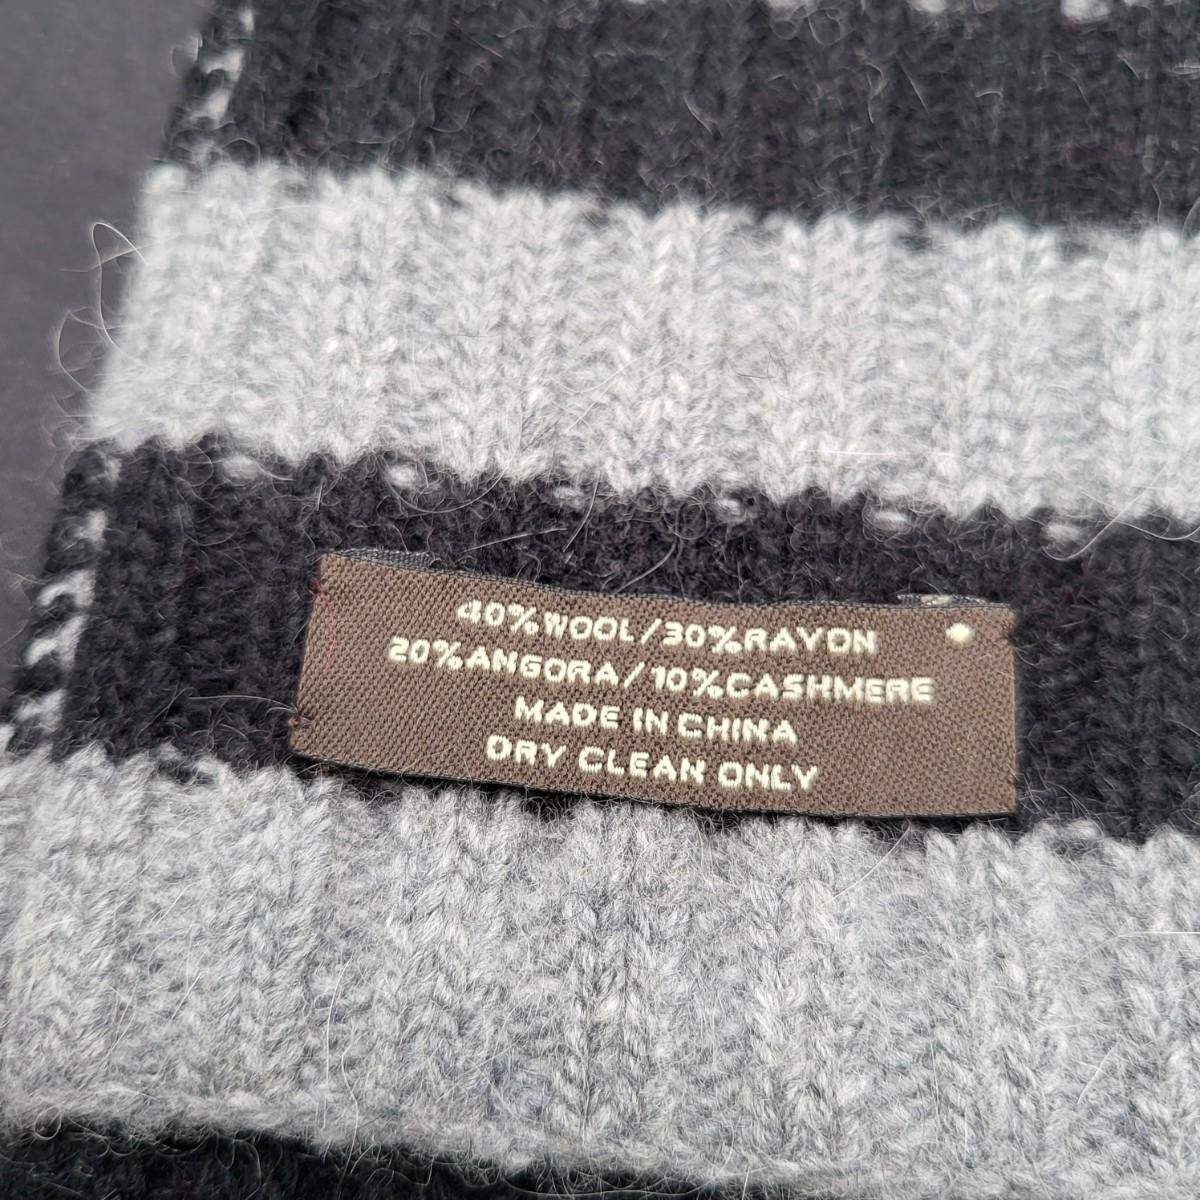 40%WOOL/30%RAYON
20%ANGORA/10%CASHMERE
MADE IN CHINA
DRY CLEAN ONLY